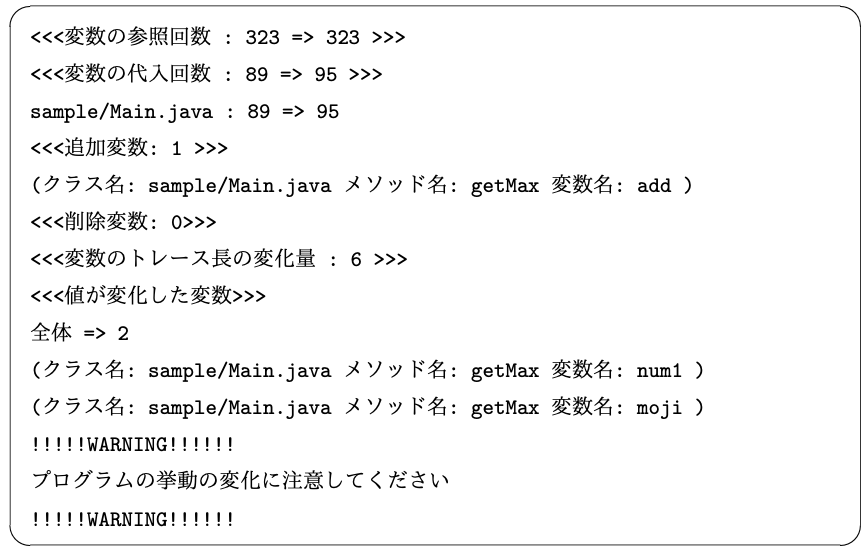 <<<変数の参照回数 : 323 => 323 >>>
<<<変数の代入回数 : 89 => 95 >>>
sample/Main.java : 89 => 95
<<<追加変数: 1 >>>
(クラス名: sample/Main.java メソッド名: getMax 変数名: add )
<<<削除変数: 0>>>
<<<変数のトレース長の変化量 : 6 >>>
<<<値が変化した変数>>>
全体 => 2
(クラス名: sample/Main.java メソッド名: getMax 変数名: num1 )
(クラス名: sample/Main.java メソッド名: getMax 変数名: moji )
!!!!!WARNING!!!!!!
プログラムの挙動の変化に注意してください
!!!!!WARNING!!!!!!